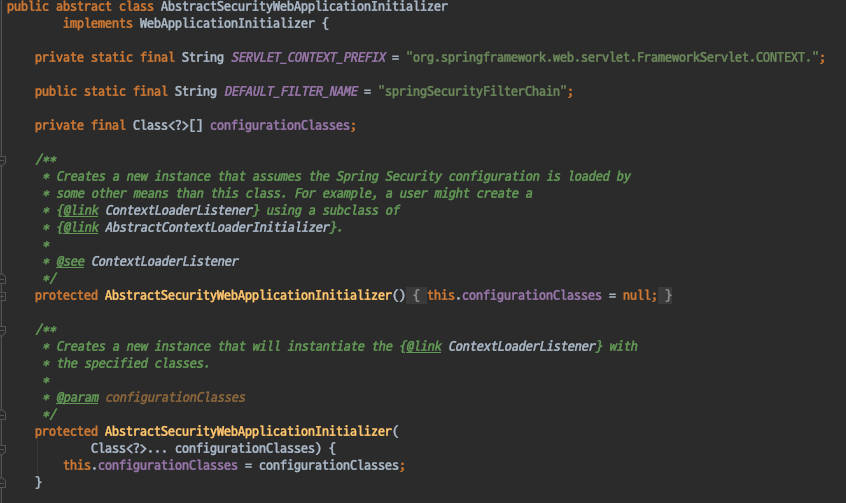 public abstract class AbstractSecurityWebApplicationInitializer
implements WebApplicationInitializer {
private static final String SERVLET_CONTEXT_PREFIX = "org.springframework.web.servlet.FrameworkServlet.CONTEXT.";
public static final String DEFAULT_FILTER_NAME = "springSecurityFilterChain";
private final Class<?>[] configurationClasses;
/**
* Creates a new instance that assumes the Spring Security configuration is loaded by
* some other means than this class. For example, a user might create a
* {@link ContextLoaderListener} using a subclass of
* {@link AbstractContextLoaderInitializer}.
*
* @see ContextLoaderListener
*/
protected AbstractSecurityWebApplicationInitializer() { this.configurationClasses = null; }
/**
* Creates a new instance that will instantiate the {@link ContextLoaderListener} with
* the specified classes.
*
* @param configurationClasses
*/
protected AbstractSecurityWebApplicationInitializer(
Class<?>... configurationClasses) {
this.configurationClasses = configurationClasses;
}